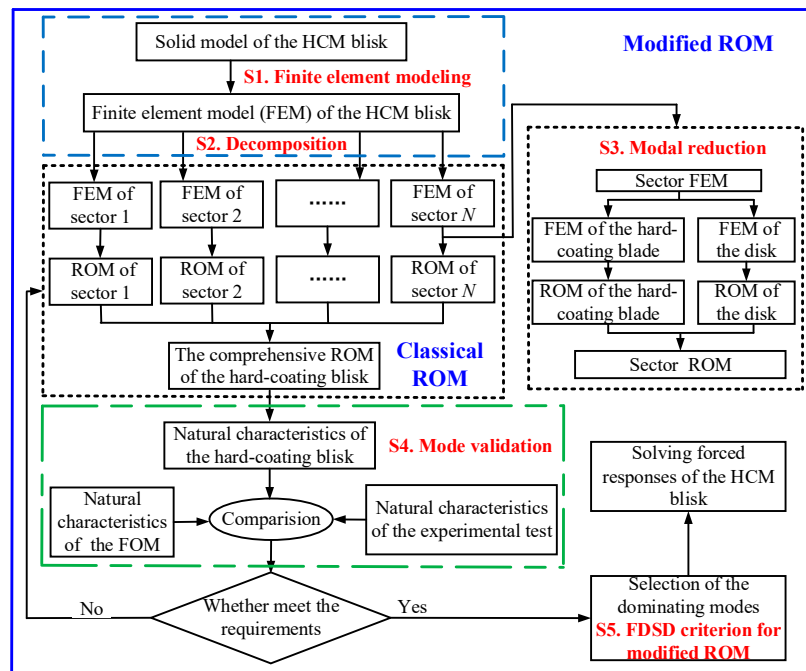 Solid model of the HCM blisk
Modified ROM
S1. Finite element modeling
Finite element model (FEM) of the HCM blisk
S2. Decomposition
S3. Modal reduction
FEM of
sector 1
FEM of
sector 2
......
FEM of
sector N
Sector FEM
FEM of the hard-
coating blade
FEM of
the disk
ROM of
sector 1
ROM of
sector 2
......
ROM of
sector N
ROM of the hard-
coating blade
ROM of
the disk
The comprehensive ROM
of the hard-coating blisk
Classical
ROM
Sector ROM
Natural characteristics of
the hard-coating blisk
S4. Mode validation
Solving forced
responses of the HCM
blisk
Natural
characteristics
of the FOM
Comparision
Natural characteristics
of the experimental test
No
Whether meet the
requirements
Yes
Selection of the
dominating modes
S5. FDSD criterion for
modified ROM